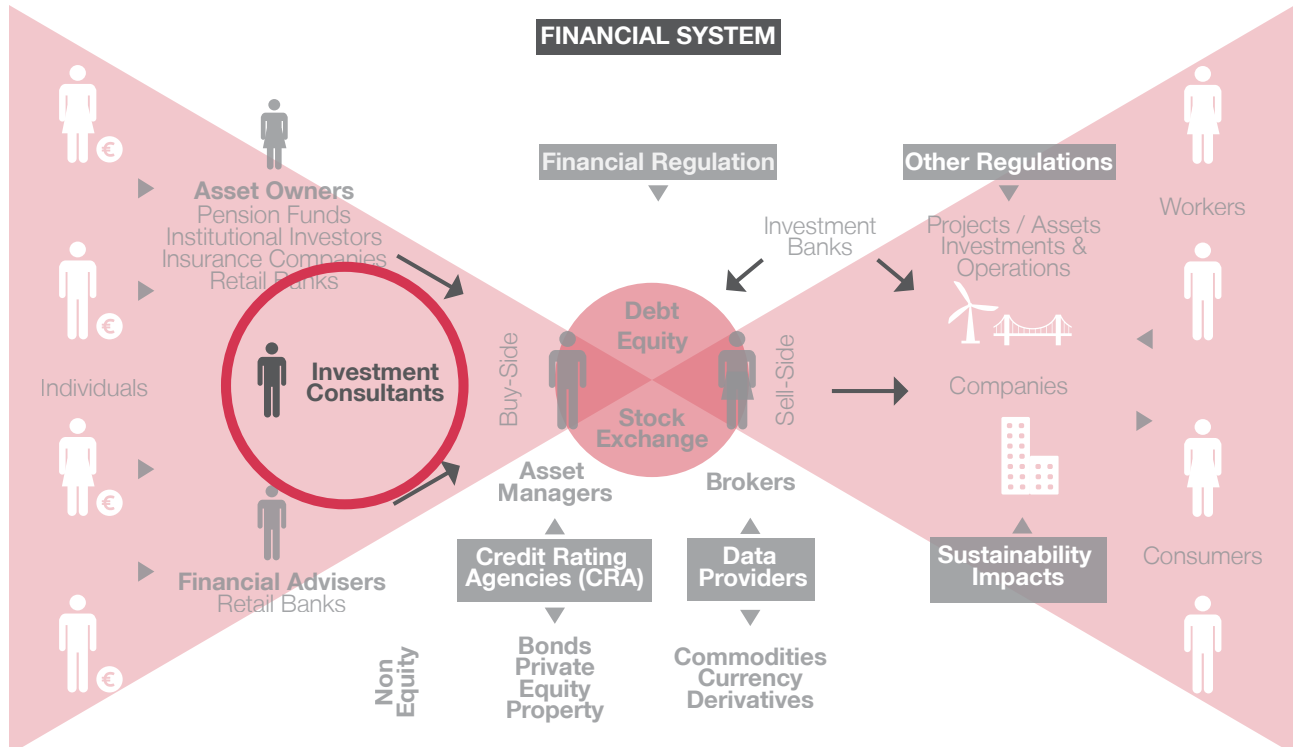 FINANCIAL SYSTEM
Financial Regulation
Other Regulations
Asset Owners
Pension Funds
Institutional Investors
Insurance Companies
Retail Banks
Investment
Banks
Projects / Assets
Investments &
Operations
Workers
Individuals
€
€
€
€
Investment
Consultants
Buy-Side
Debt
Equity
Stock
Exchange
Sell-Side
Companies
Asset
Managers
Brokers
Financial Advisers
Retail Banks
Credit Rating
Agencies (CRA)
Data
Providers
Sustainability
Impacts
Consumers
Non
Equity
Bonds
Private
Equity
Property
Commodities
Currency
Derivatives